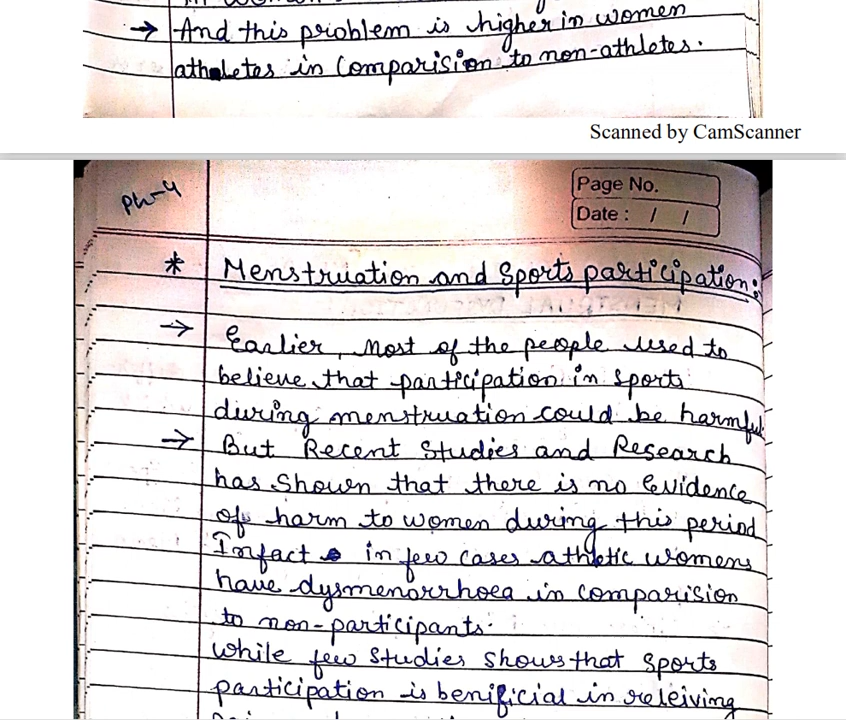 → And this problem is higher in women
athletes in Comparision to non-athletes.
Scanned by CamScanner
Page No.
Date : / /
* Menstruation and Sports participation:
→ Earlier, Most of the people used to
believe that participation in sports
during menstruation could be harmful.
→ But Recent Studies and Research
has Shown that there is no Evidence
of harm to women during this period
Infact in few cases athletic womens
have dysmenorrhoea in Comparision
to non-participants.
While few Studies Shows that Sports
participation is benificial in releiving